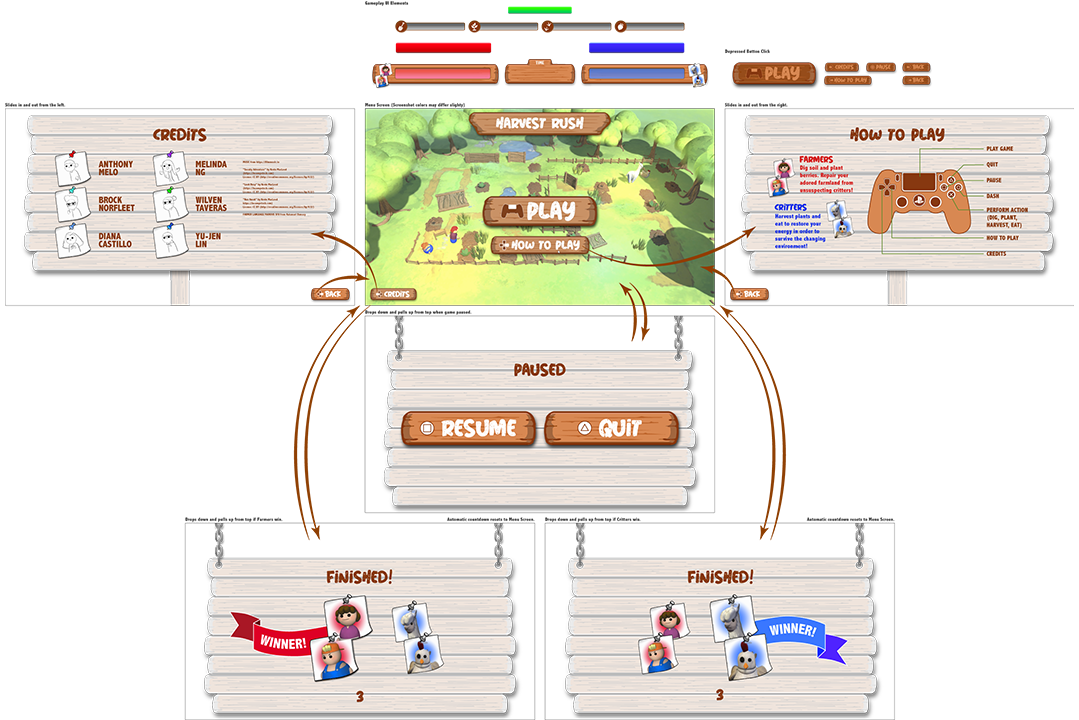 Gameplay UI Elements
TIME
Depressed Button Click
PLAY
CREDITS
PAUSE
BACK
HOW TO PLAY
BACK
Slides in and out from the left.
CREDITS
ANTHONY
MELO
MELINDA
NG
BROCK
NORFLEET
WILVEN
TAVERAS
DIANA
CASTILLO
YU-JEN
LIN
BACK
Menu Screen (Screenshot colors may differ slightly)
HARVEST RUSH
PLAY
HOW TO PLAY
CREDITS
Slides in and out from the right.
HOW TO PLAY
FARMERS
Dig soil and plant
berries. Repair your
adored farmland from
unsuspecting critters!
CRITTERS
Harvest plants and
eat to restore your
energy in order to
survive the changing
environment!
PLAY GAME
QUIT
PAUSE
DASH
PERFORM ACTION
(DIG, PLANT,
HARVEST, EAT)
HOW TO PLAY
CREDITS
BACK
Drops down and pulls up from top when game paused.
PAUSED
RESUME
QUIT
Drops down and pulls up from top if Farmers win.
Automatic countdown resets to Menu Screen.
FINISHED!
WINNER!
3
Drops down and pulls up from top if Critters win.
Automatic countdown resets to Menu Screen.
FINISHED!
WINNER!
3